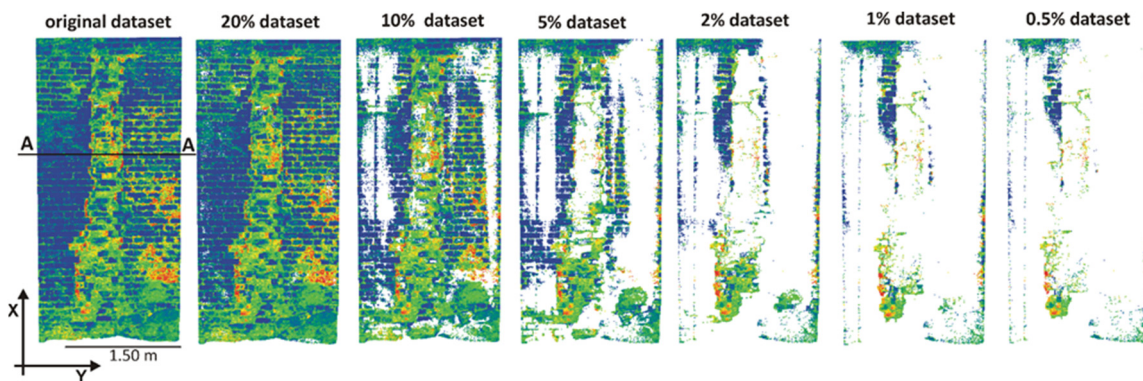 original dataset 20% dataset 10% dataset 5% dataset 2% dataset 1% dataset 0.5% dataset
A A
X
1.50 m
Y